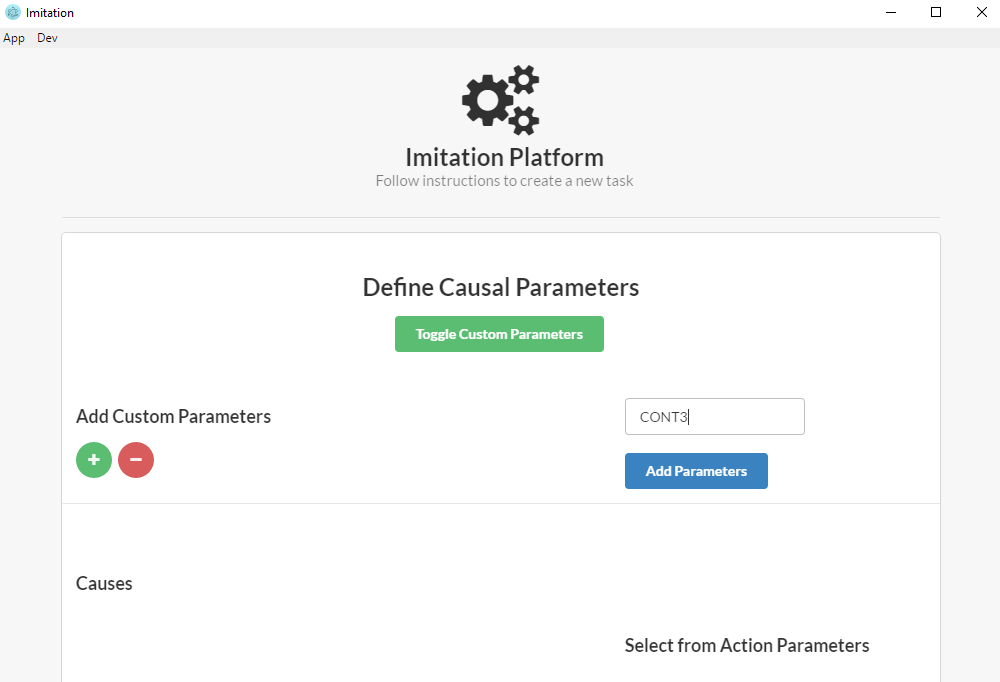 Imitation
App Dev
Imitation Platform
Follow instructions to create a new task
Define Causal Parameters
Toggle Custom Parameters
Add Custom Parameters
CONT3
Add Parameters
Causes
Select from Action Parameters